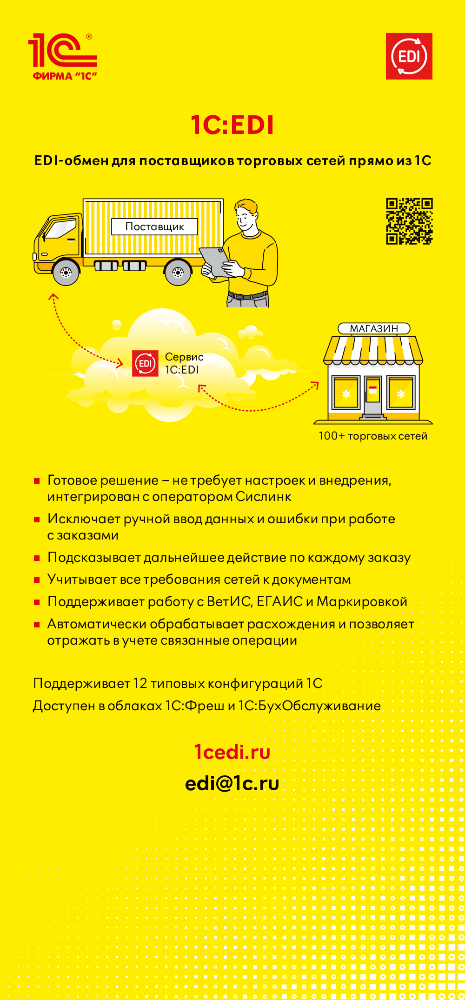 1С®
ФИРМА “1С”
EDI
1С:EDI
EDI-обмен для поставщиков торговых сетей прямо из 1С
Поставщик
МАГАЗИН
EDI
Сервис
1С:EDI
100+ торговых сетей
Готовое решение – не требует настроек и внедрения,
интегрирован с оператором Сислинк
Исключает ручной ввод данных и ошибки при работе
с заказами
Подсказывает дальнейшее действие по каждому заказу
Учитывает все требования сетей к документам
Поддерживает работу с ВетИС, ЕГАИС и Маркировкой
Автоматически обрабатывает расхождения и позволяет
отражать в учете связанные операции
Поддерживает 12 типовых конфигураций 1С
Доступен в облаках 1С:Фреш и 1С:БухОбслуживание
1cedi.ru
edi@1c.ru